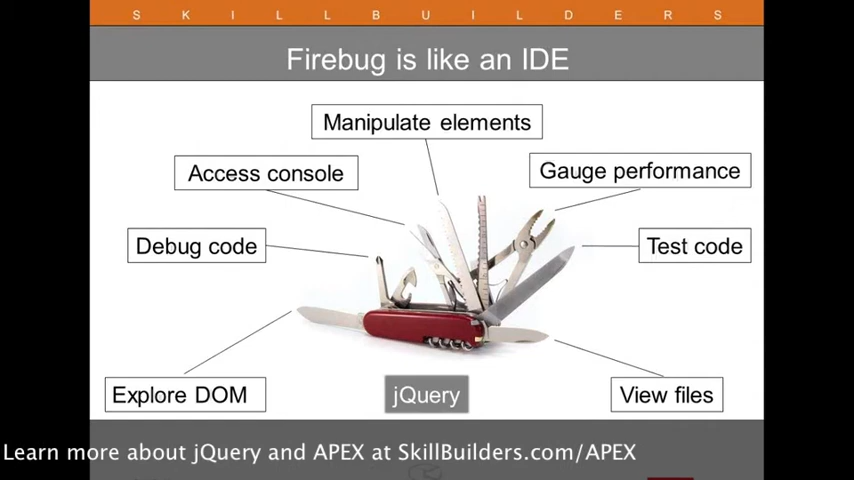 SKILLBUILDERS
Firebug is like an IDE
Manipulate elements
Access console
Gauge performance
Debug code
Test code
Explore DOM
jQuery
View files
Learn more about jQuery and APEX at SkillBuilders.com/APEX